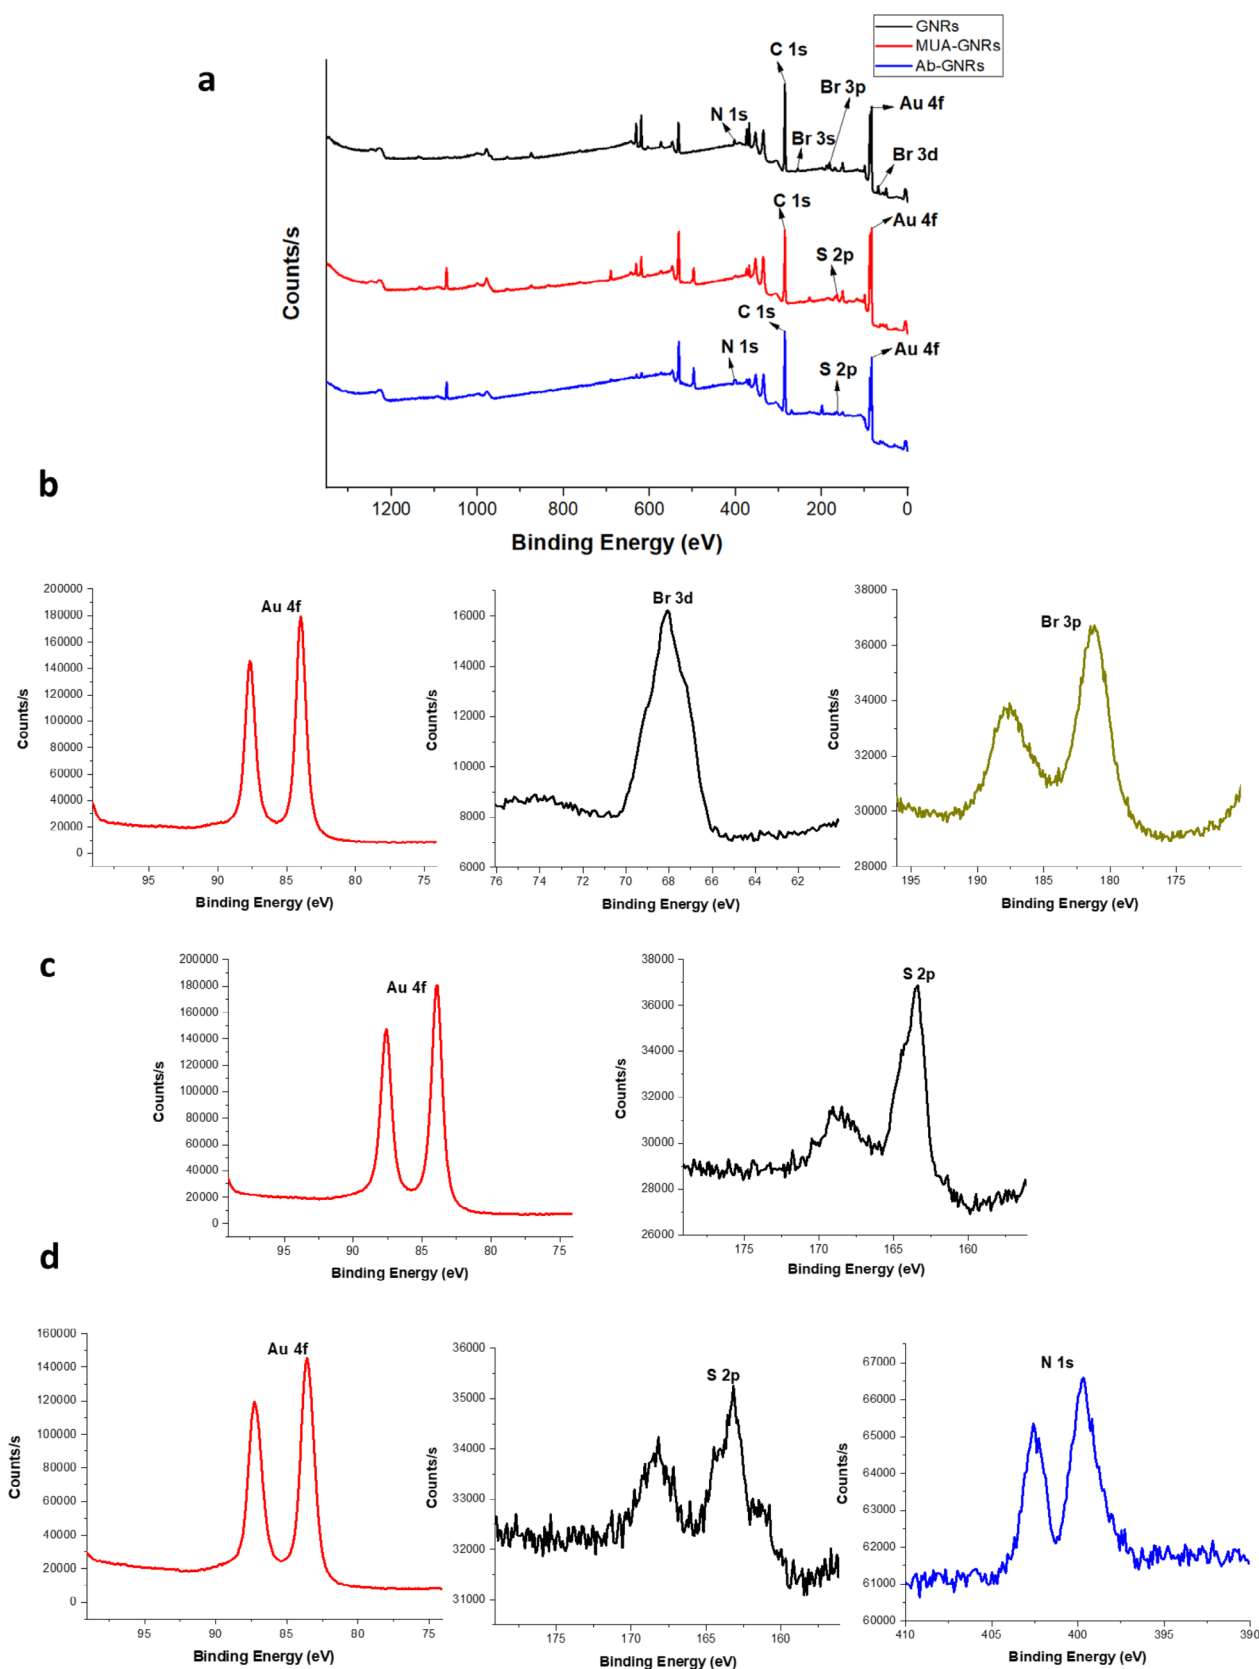 GNRs
MUA-GNRs
Ab-GNRs
a
C 1s
Br 3p
Au 4f
N 1s
Br 3s
Br 3d
C 1s
Au 4f
S 2p
C 1s
N 1s
Au 4f
S 2p
Counts/s
1200 1000 800 600 400 200 0
Binding Energy (eV)
b
200000
180000
160000
140000
120000
100000
80000
60000
40000
20000
0
Counts/s
Au 4f
95 90 85 80 75
Binding Energy (eV)
16000
14000
12000
10000
8000
6000
Counts/s
Br 3d
76 74 72 70 68 66 64 62
Binding Energy (eV)
38000
36000
34000
32000
30000
28000
Counts/s
Br 3p
195 190 185 180 175
Binding Energy (eV)
c
200000
180000
160000
140000
120000
100000
80000
60000
40000
20000
0
Counts/s
Au 4f
95 90 85 80 75
Binding Energy (eV)
38000
36000
34000
32000
30000
28000
26000
Counts/s
S 2p
175 170 165 160
Binding Energy (eV)
d
160000
140000
120000
100000
80000
60000
40000
20000
0
Counts/s
Au 4f
95 90 85 80 75
Binding Energy (eV)
36000
35000
34000
33000
32000
31000
Counts/s
S 2p
175 170 165 160
Binding Energy (eV)
67000
66000
65000
64000
63000
62000
61000
60000
Counts/s
N 1s
410 405 400 395 390
Binding Energy (eV)